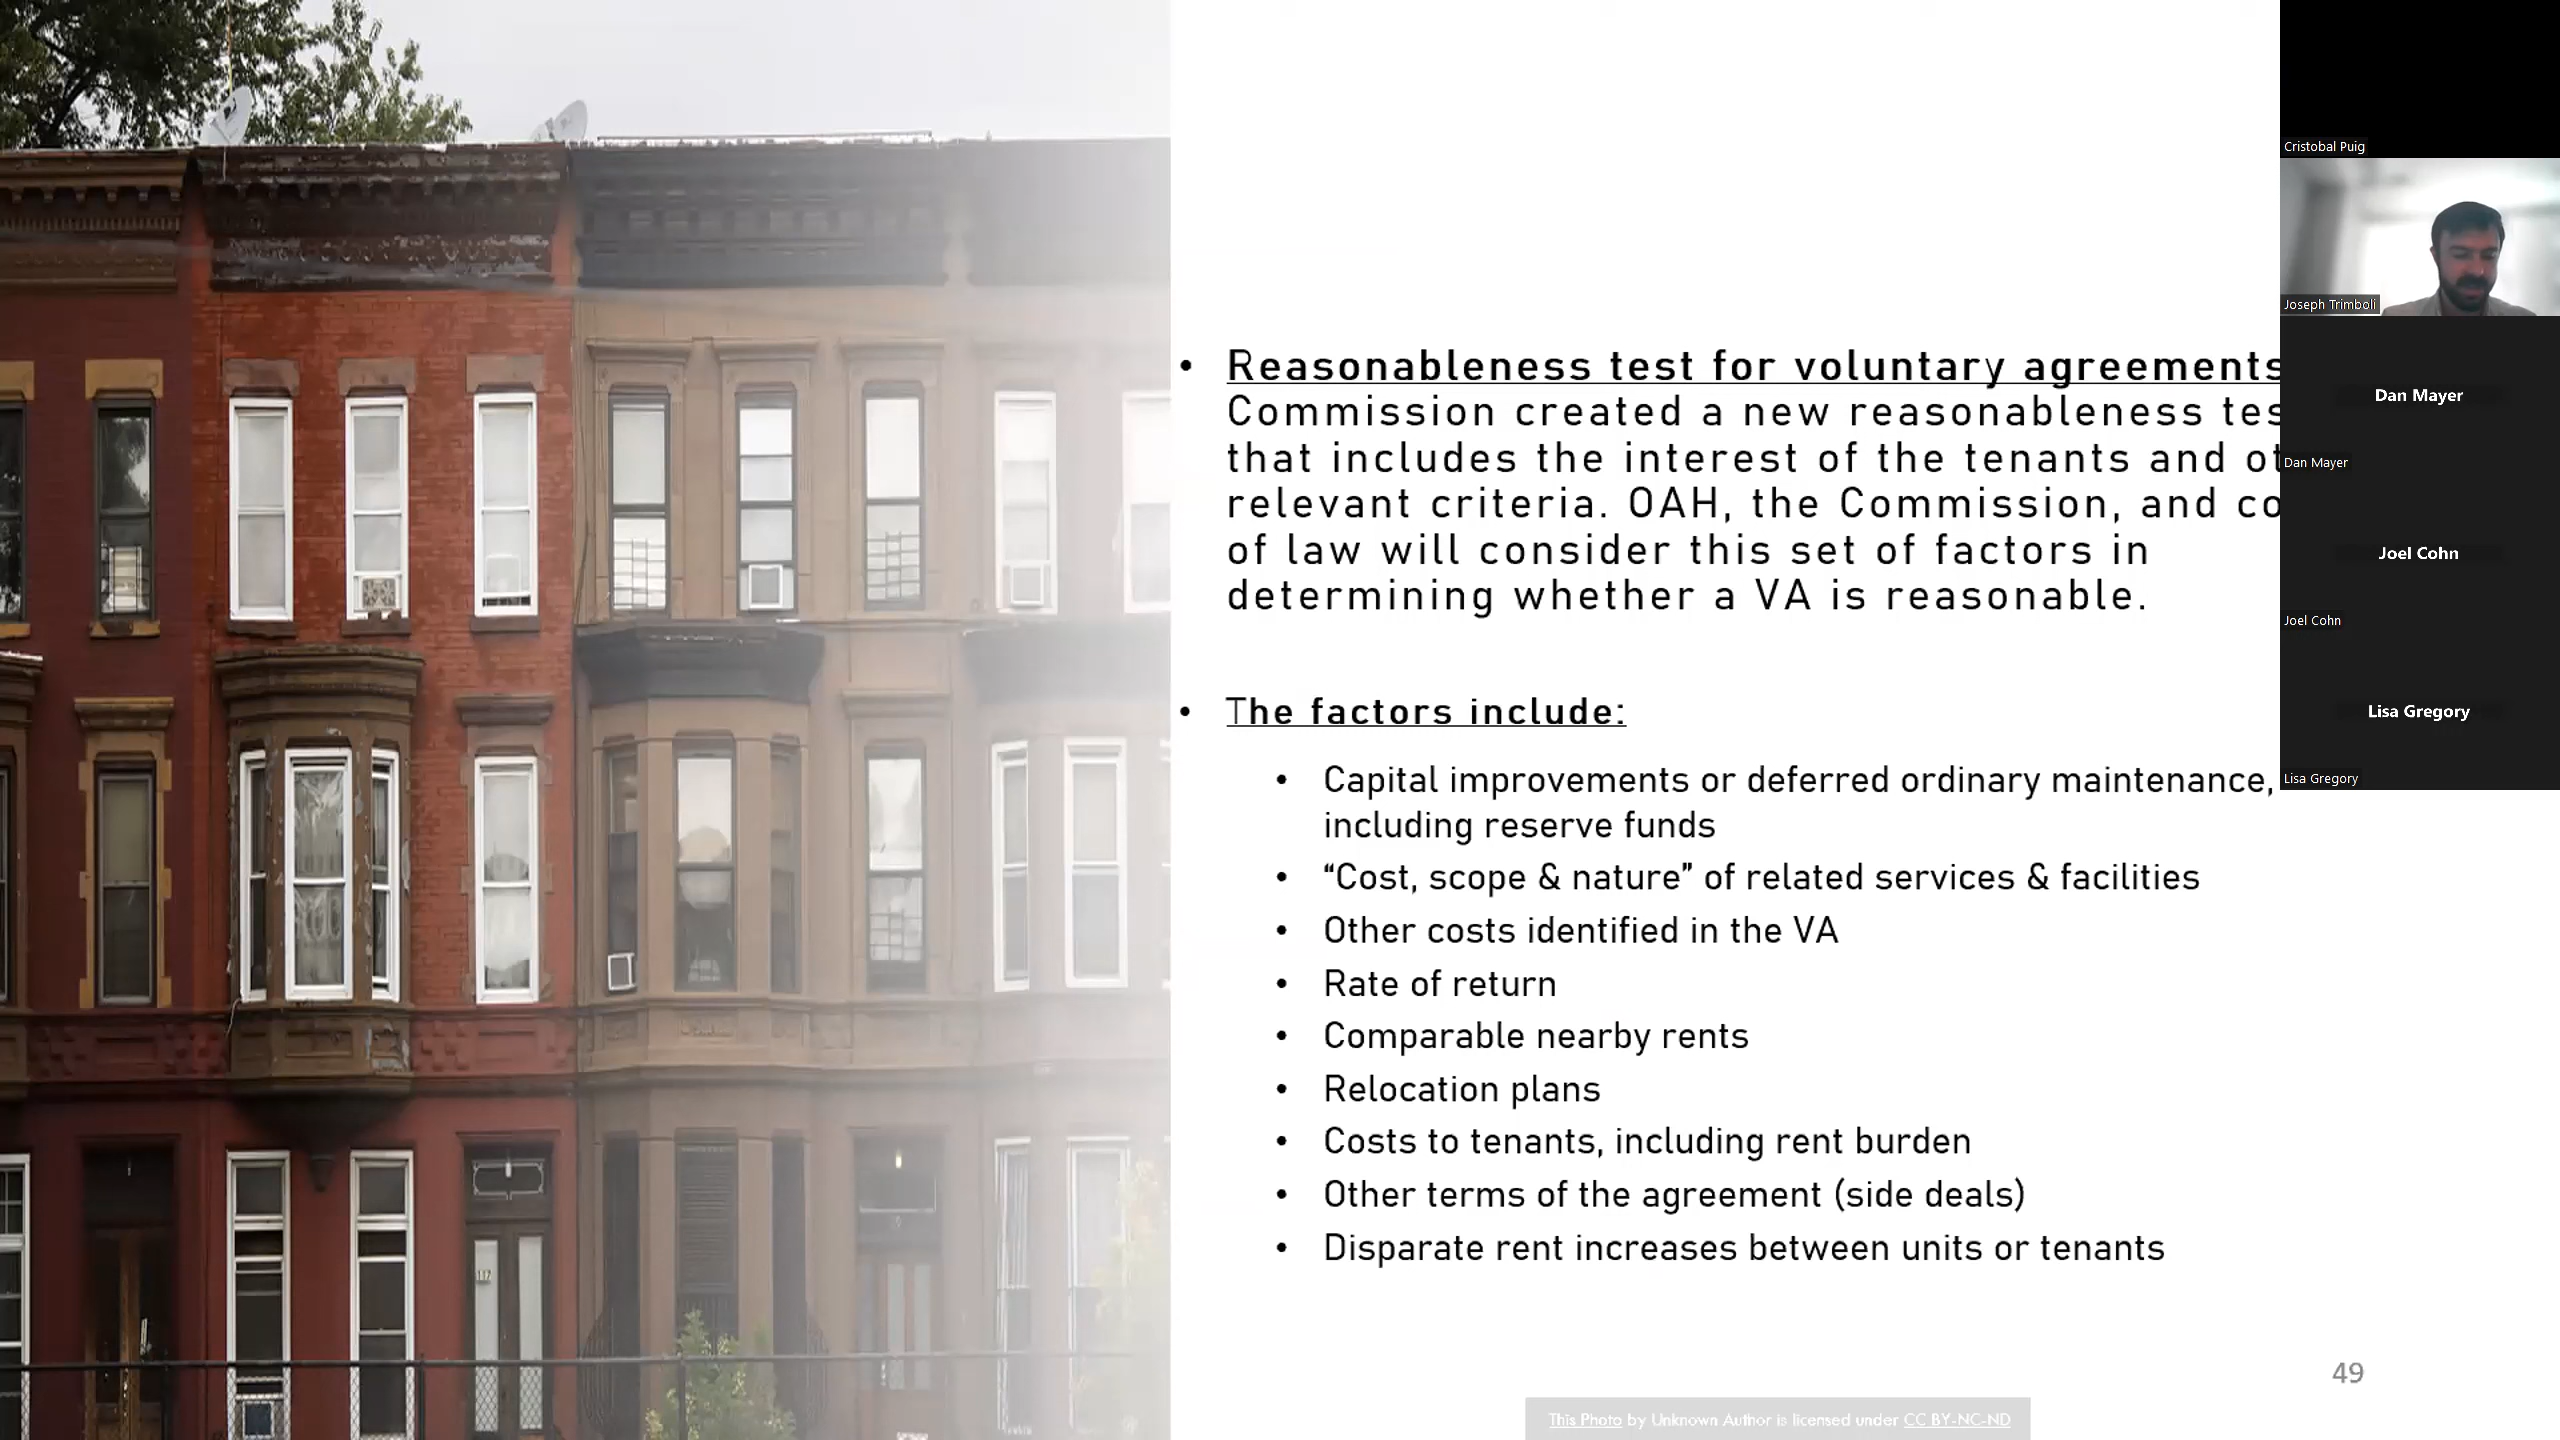 Reasonableness test for voluntary agreements
Commission created a new reasonableness
that includes the interest of the tenants and
relevant criteria. OAH, the Commission, and
of law will consider this set of factors in
determining whether a VA is reasonable.
The factors include:
Capital improvements or deferred ordinary maintenance,
including reserve funds
“Cost, scope & nature” of related services & facilities
Other costs identified in the VA
Rate of return
Comparable nearby rents
Relocation plans
Costs to tenants, including rent burden
Other terms of the agreement (side deals)
Disparate rent increases between units or tenants
49
This Photo by Unknown Author is licensed under CC BY-NC-ND
Cristobal Puig
Joseph Trimboli
Dan Mayer
Dan Mayer
Joel Cohn
Joel Cohn
Lisa Gregory
Lisa Gregory
117